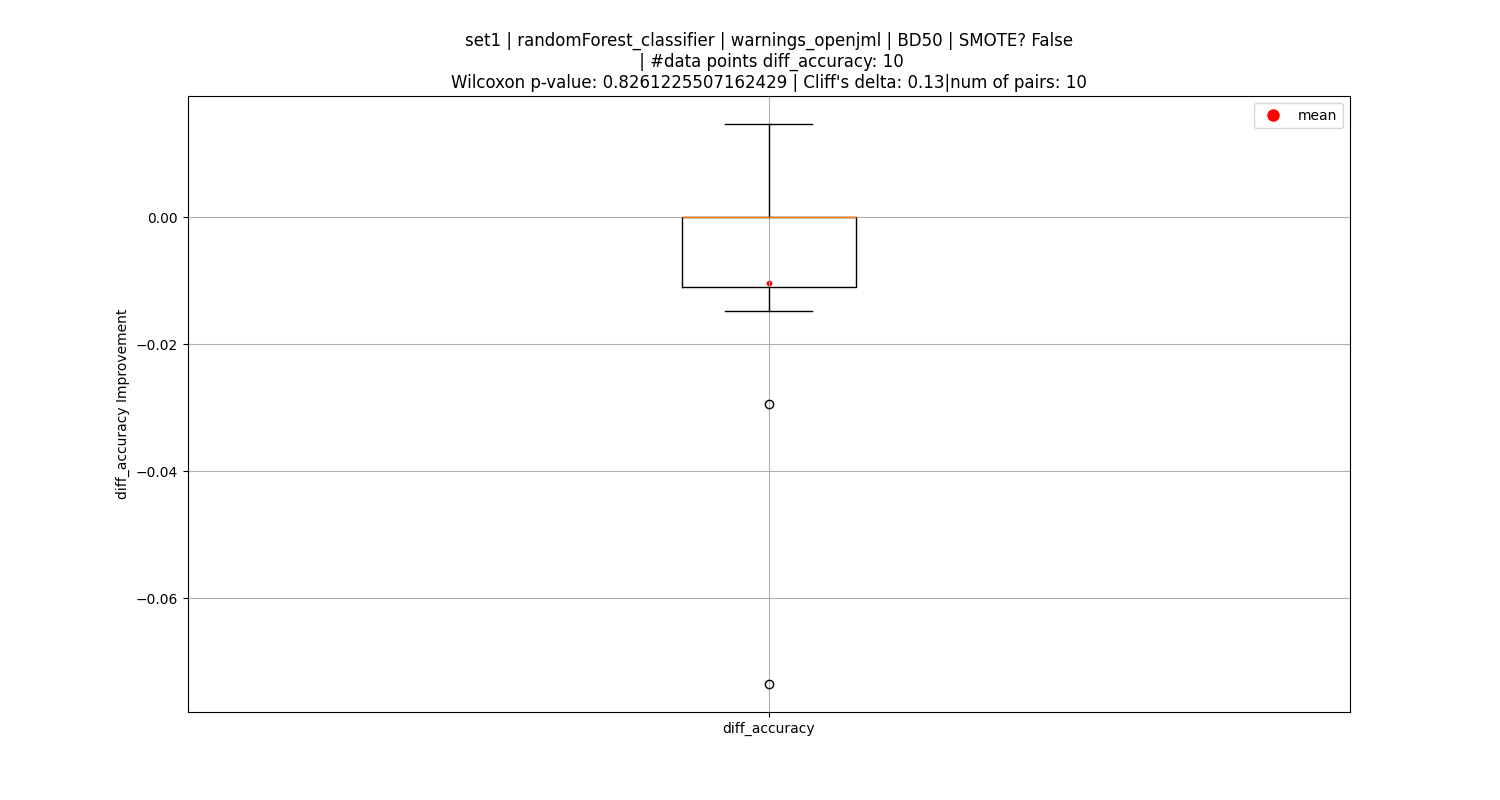 set1 | randomForest_classifier | warnings_openjml | BD50 | SMOTE? False
| #data points diff_accuracy: 10
Wilcoxon p-value: 0.8261225507162429 | Cliff's delta: 0.13|num of pairs: 10
mean
0.00
−0.02
−0.04
−0.06
diff_accuracy Improvement
diff_accuracy